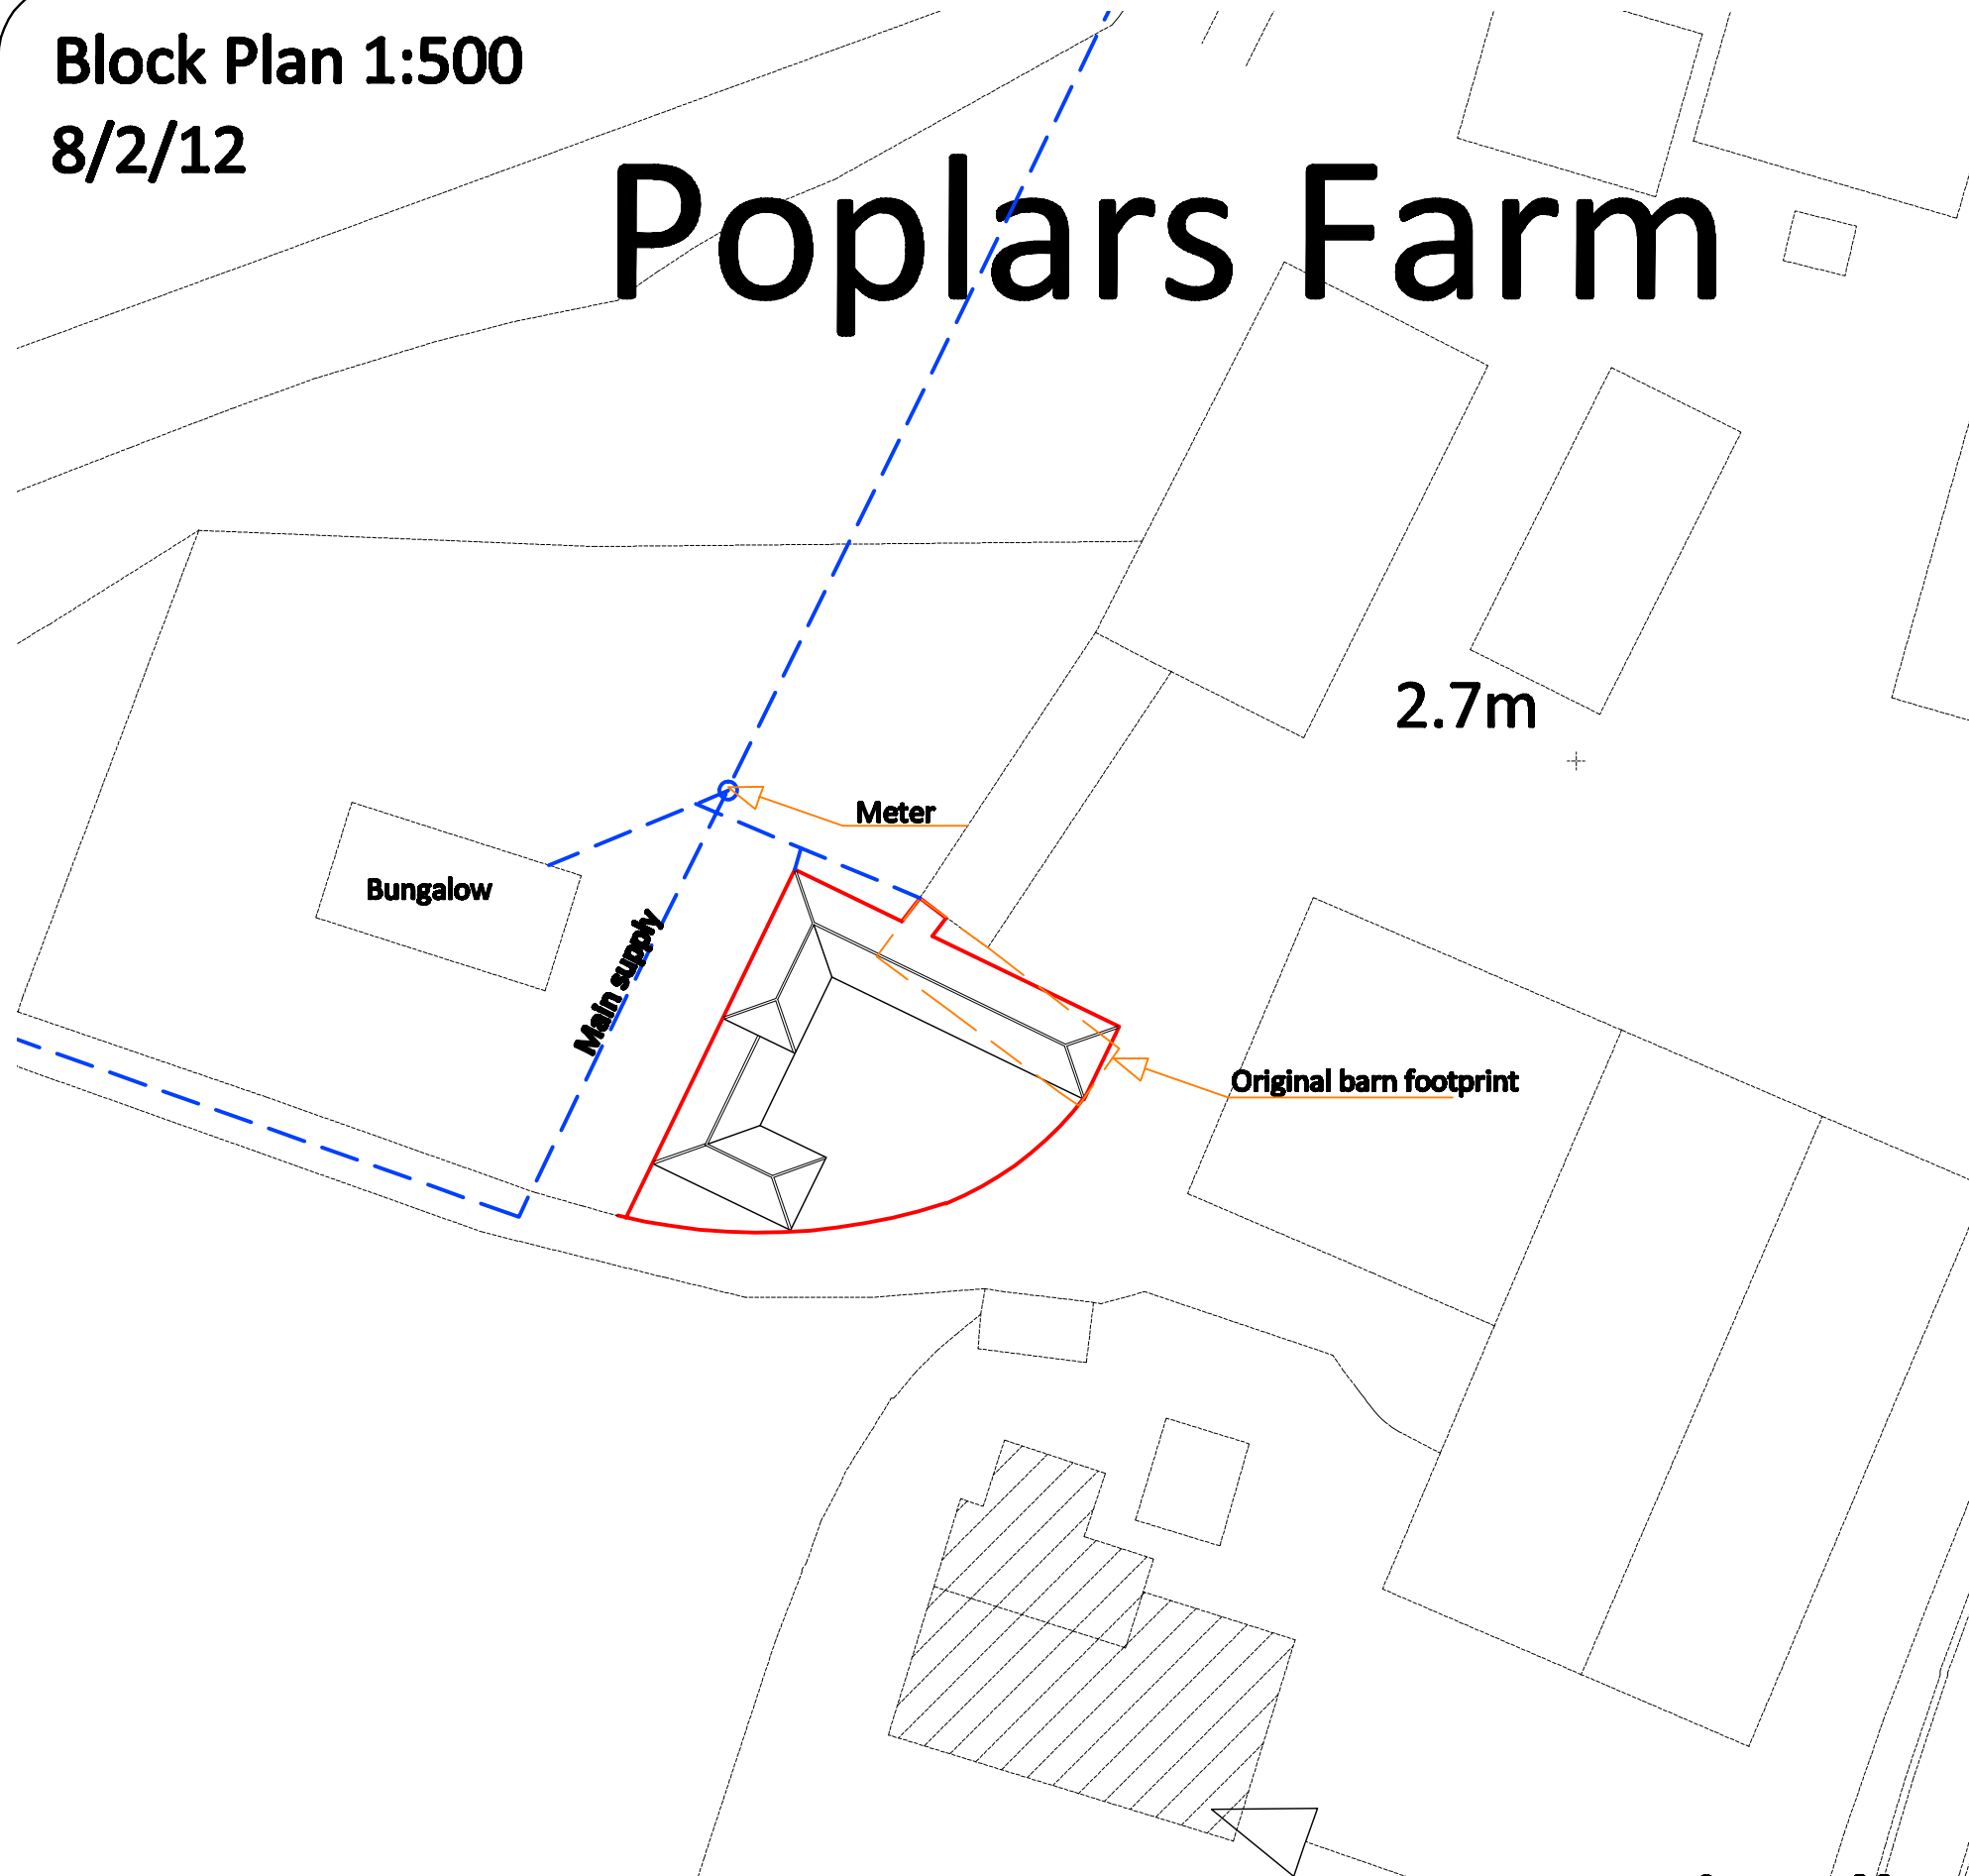 Block Plan 1:500
8/2/12
Poplars Farm
2.7m
Meter
Bungalow
Main supply
Original barn footprint